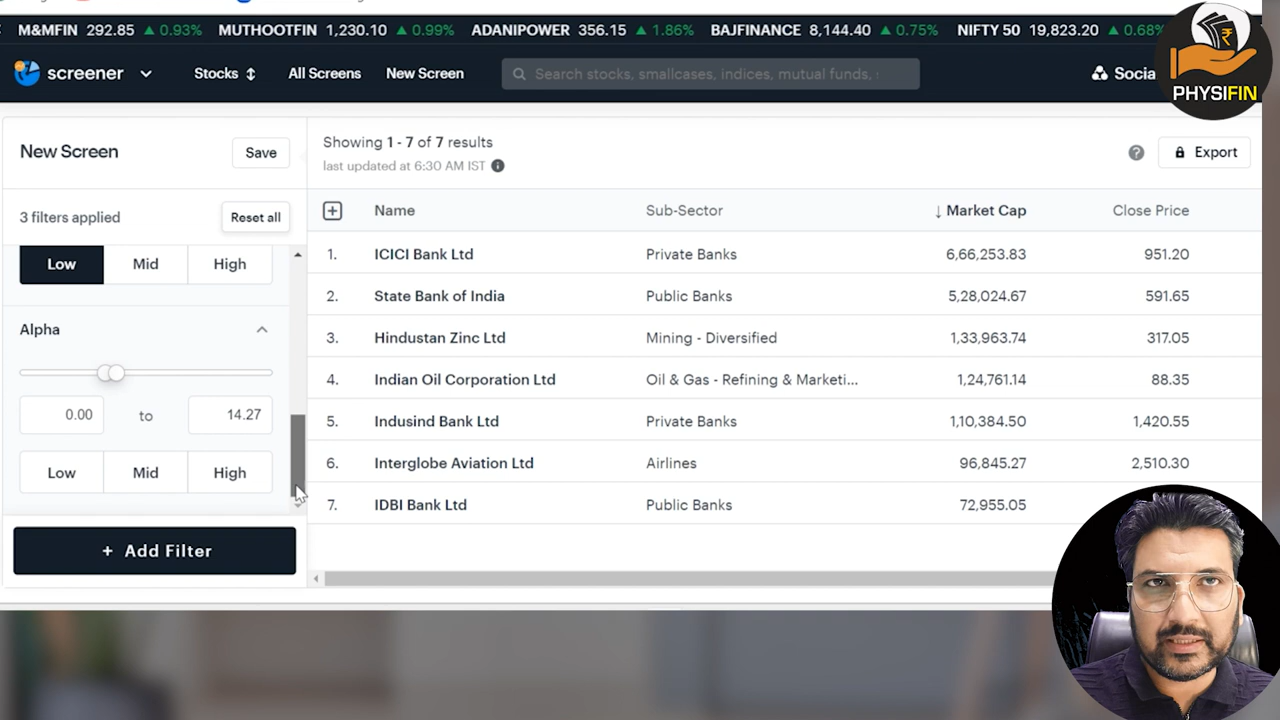 M&MFIN 292.85 ▲ 0.93% MUTHOOTFIN 1,230.10 ▲ 0.99% ADANIPOWER 356.15 ▲ 1.86% BAJFINANCE 8,144.40 ▲ 0.75% NIFTY 50 19,823.20 ▲ 0.68%
screener Stocks All Screens New Screen Search stocks, smallcases, indices, mutual funds, Socia
PHYSIFIN
New Screen Save
Showing 1 - 7 of 7 results
last updated at 6:30 AM IST
? Export
3 filters applied Reset all
Name Sub-Sector ↓ Market Cap Close Price
Low Mid High
1. ICICI Bank Ltd Private Banks 6,66,253.83 951.20
2. State Bank of India Public Banks 5,28,024.67 591.65
Alpha
3. Hindustan Zinc Ltd Mining - Diversified 1,33,963.74 317.05
4. Indian Oil Corporation Ltd Oil & Gas - Refining & Marketi... 1,24,761.14 88.35
0.00 to 14.27
5. Indusind Bank Ltd Private Banks 1,10,384.50 1,420.55
Low Mid High
6. Interglobe Aviation Ltd Airlines 96,845.27 2,510.30
7. IDBI Bank Ltd Public Banks 72,955.05
+ Add Filter